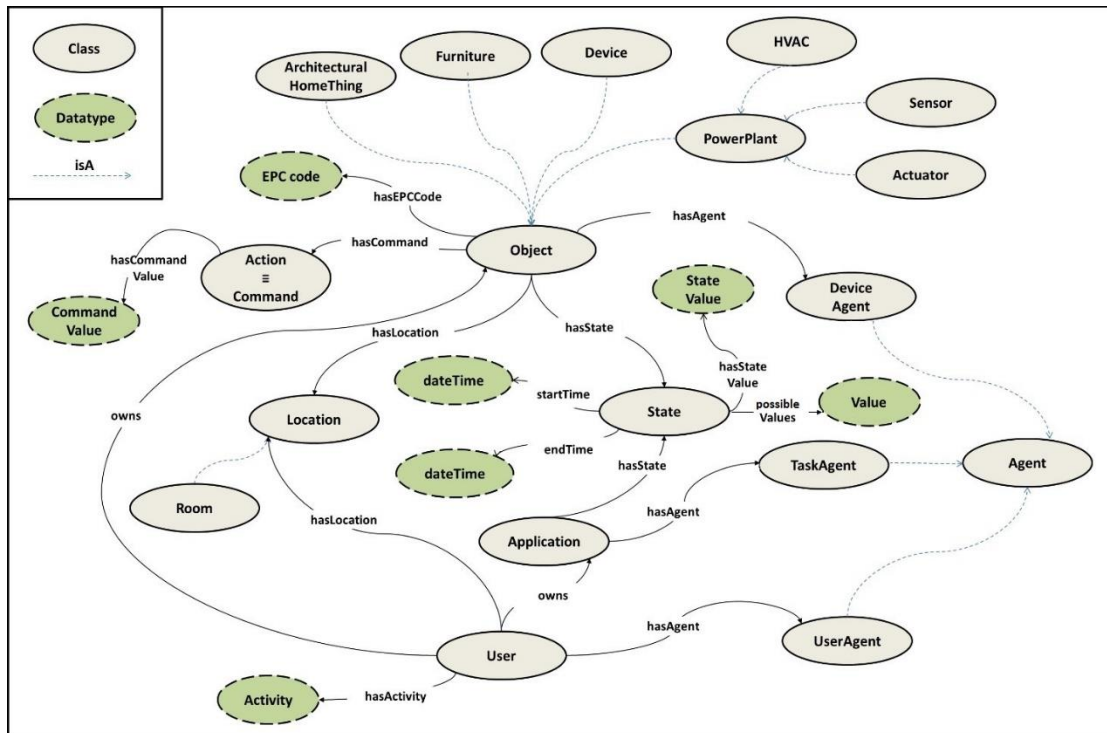 Class
Datatype
isA
Architectural
HomeThing
Furniture
Device
HVAC
Sensor
PowerPlant
Actuator
EPC code
hasEPCCode
hasAgent
Object
hasCommand
hasCommand
Value
Action
≡
Command
Command
Value
State
Value
Device
Agent
hasLocation
hasState
dateTime
startTime
hasState
Value
possible
Values
Value
owns
Location
State
endTime
dateTime
hasState
TaskAgent
Agent
Room
hasLocation
hasAgent
Application
owns
hasAgent
UserAgent
User
Activity
hasActivity